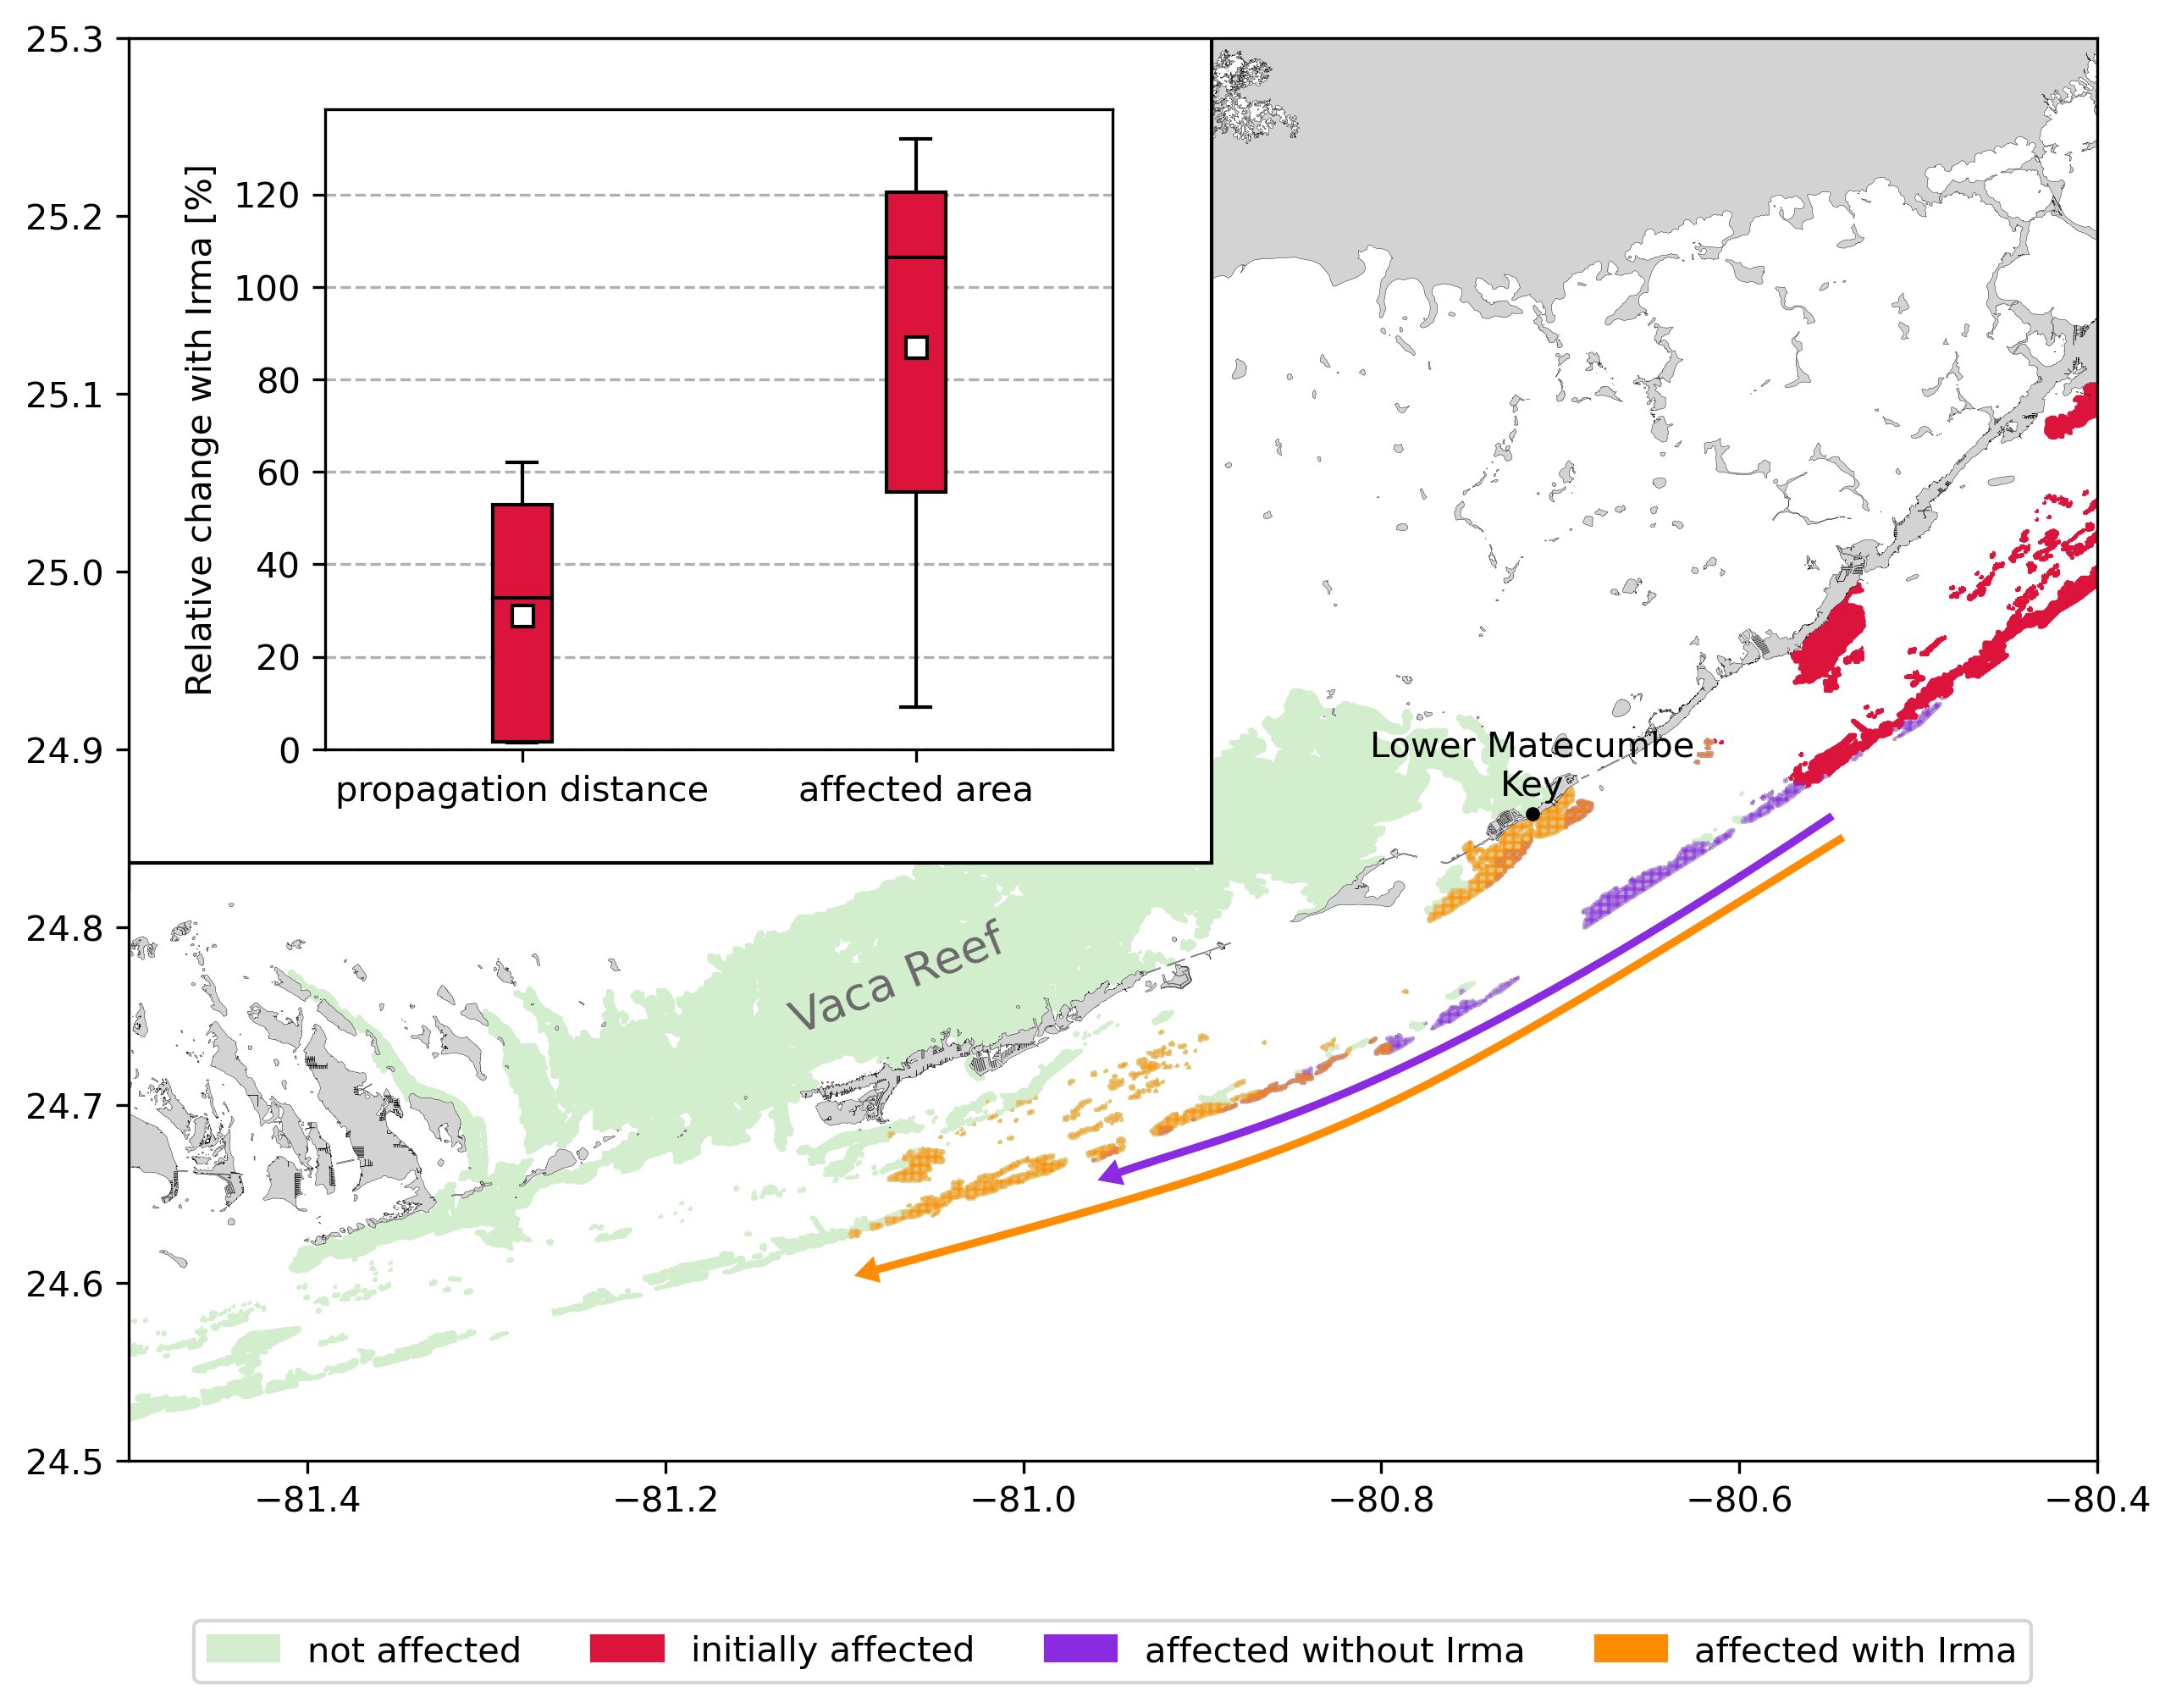 25.3
25.2
25.1
25.0
24.9
24.8
24.7
24.6
24.5
Relative change with Irma [%]
120
100
80
60
40
20
0
propagation distance affected area
Lower Matecumbe
Key
Vaca Reef
−81.4 −81.2 −81.0 −80.8 −80.6 −80.4
not affected initially affected affected without Irma affected with Irma